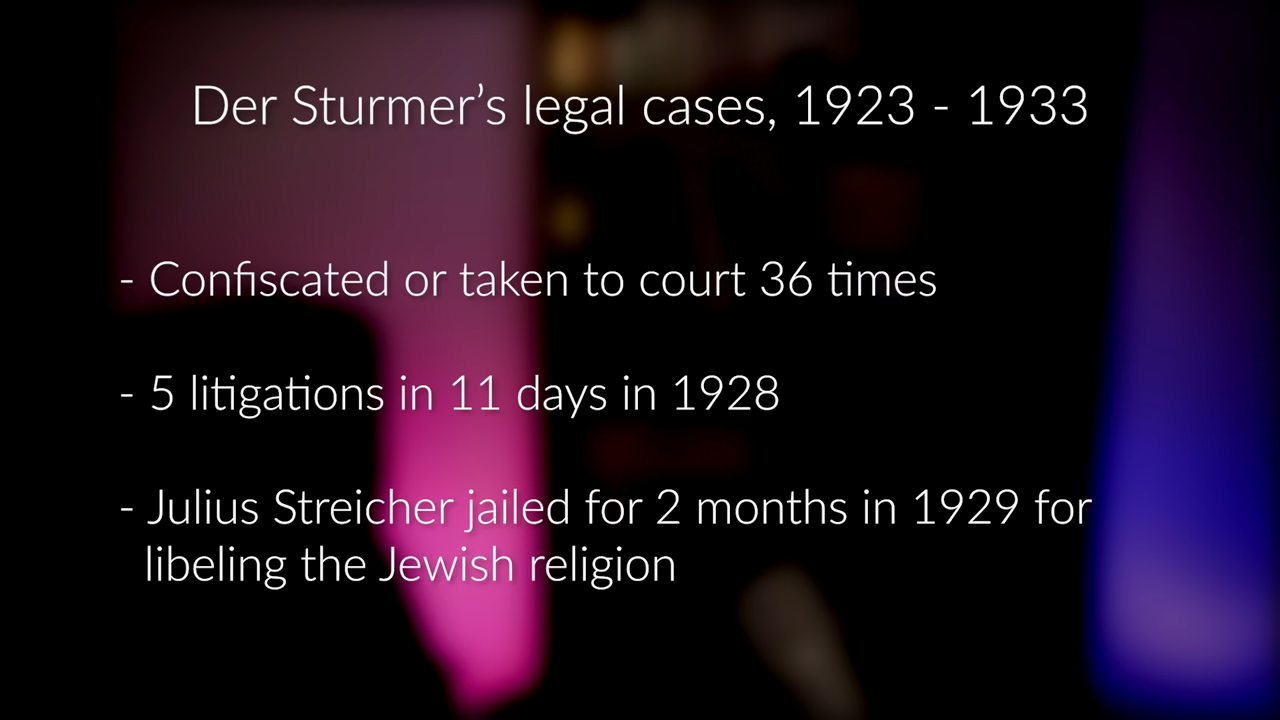 Der Sturmer’s legal cases, 1923 - 1933
- Confiscated or taken to court 36 times
- 5 litigations in 11 days in 1928
- Julius Streicher jailed for 2 months in 1929 for
libeling the Jewish religion